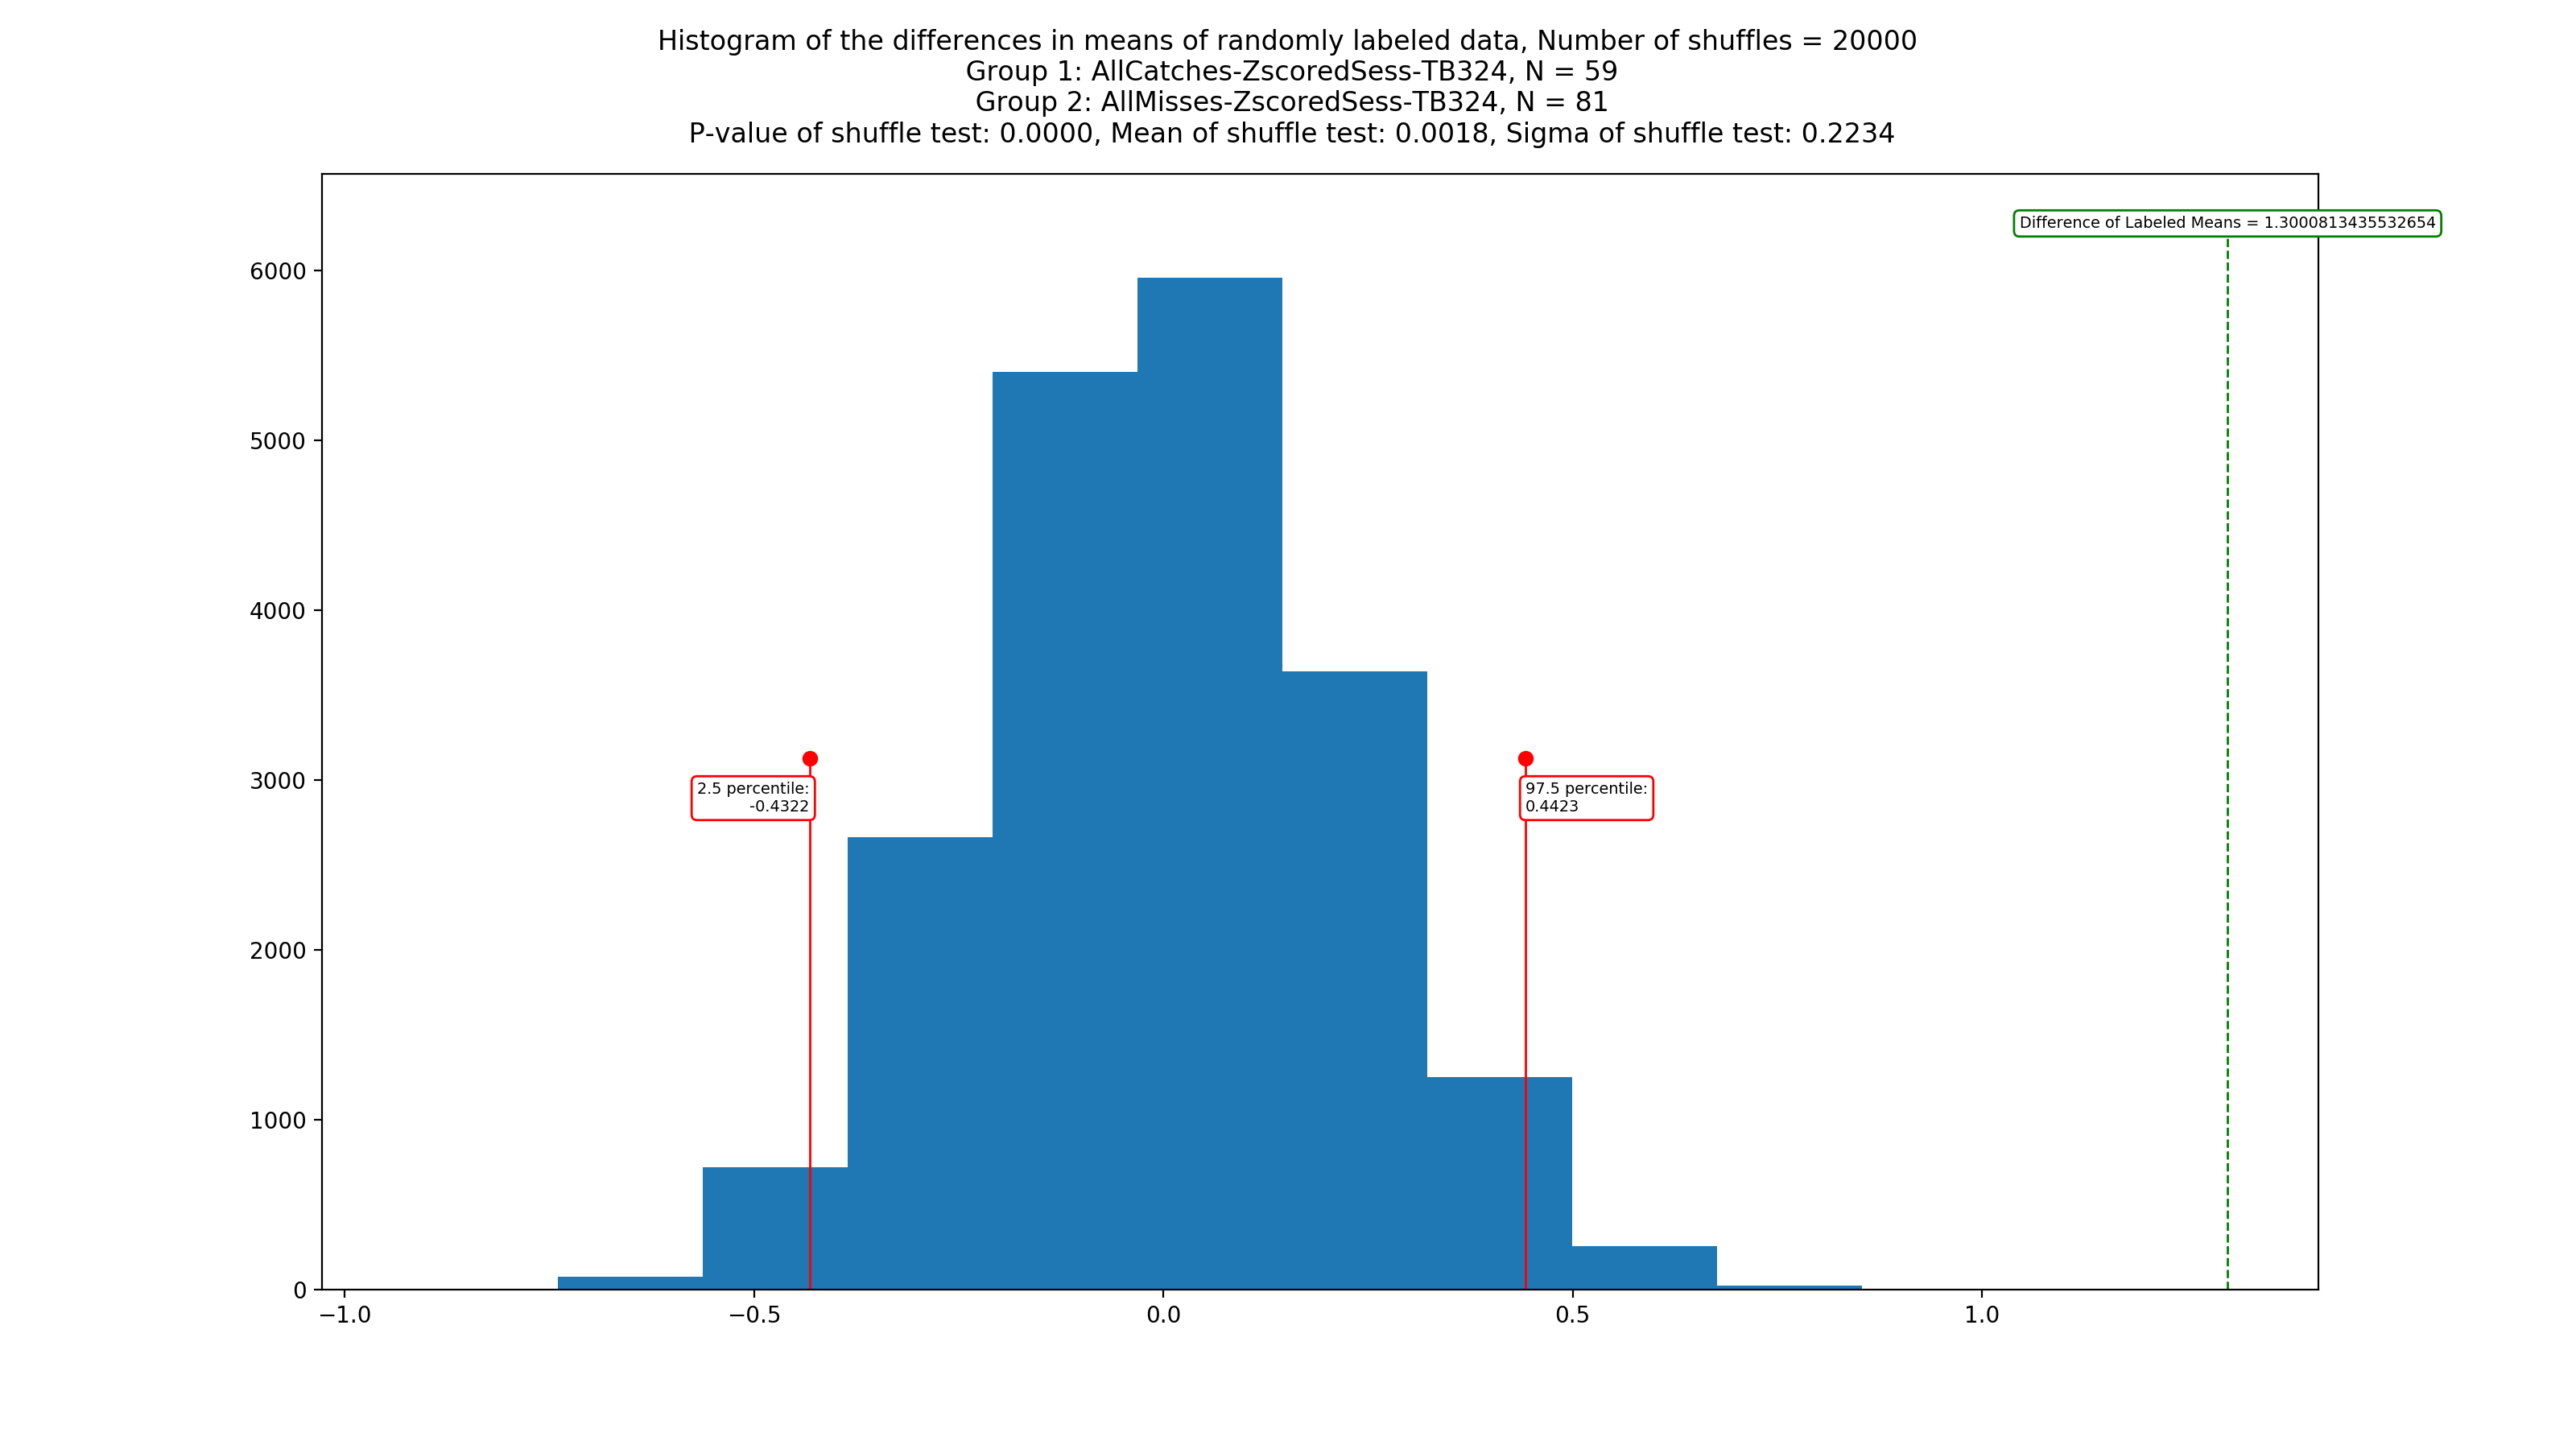 Histogram of the differences in means of randomly labeled data, Number of shuffles = 20000
Group 1: AllCatches-ZscoredSess-TB324, N = 59
Group 2: AllMisses-ZscoredSess-TB324, N = 81
P-value of shuffle test: 0.0000, Mean of shuffle test: 0.0018, Sigma of shuffle test: 0.2234
Difference of Labeled Means = 1.3000813435532654
6000
5000
4000
3000
2000
1000
0
2.5 percentile:
-0.4322
97.5 percentile:
0.4423
−1.0
−0.5
0.0
0.5
1.0